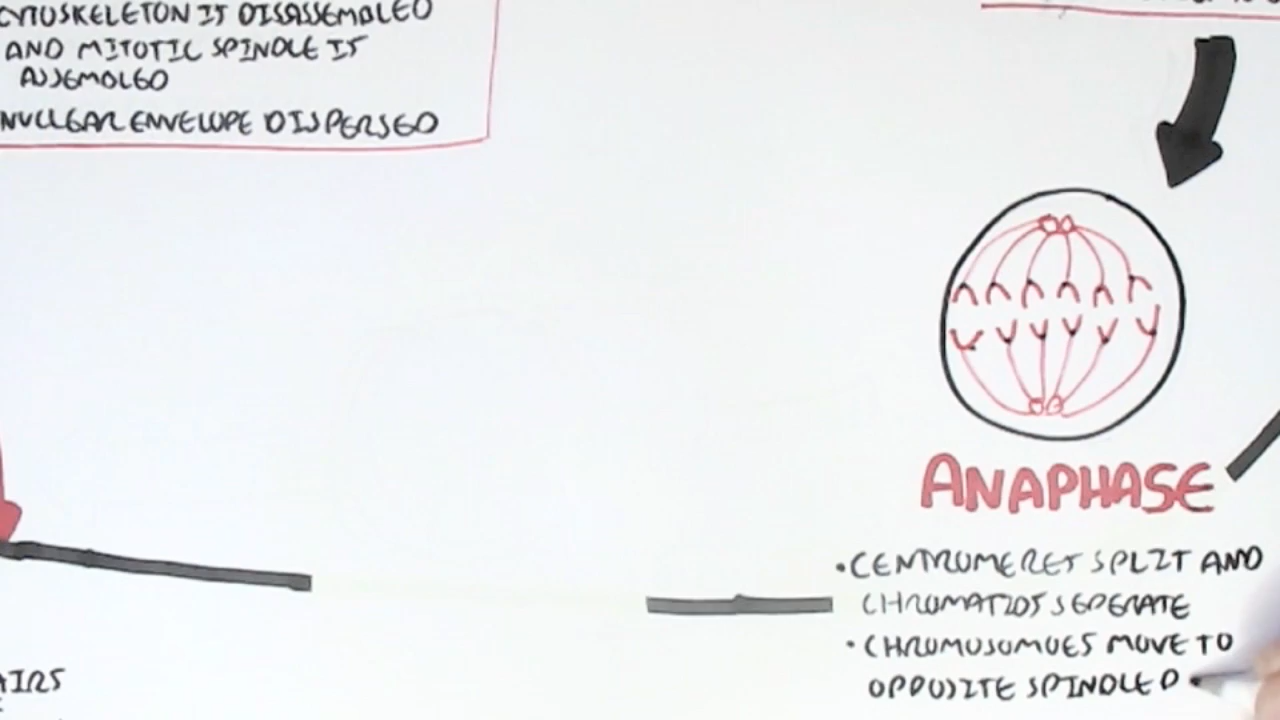 CYTOSKELETON IS DISASSEMBLED
AND MITOTIC SPINDLE IS
ASSEMBLED
NUCLEAR ENVELOPE DISPERSED
ANAPHASE
• CENTROMERES SPLIT AND
CHROMATIDS SEPERATE
• CHROMOSOMOES MOVE TO
OPPOSITE SPINDLE P
AIRS